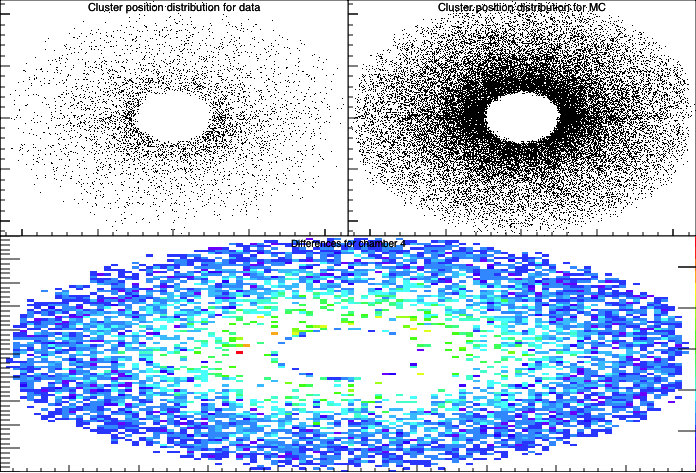 Cluster position distribution for data
Cluster position distribution for MC
Differences for chamber 4